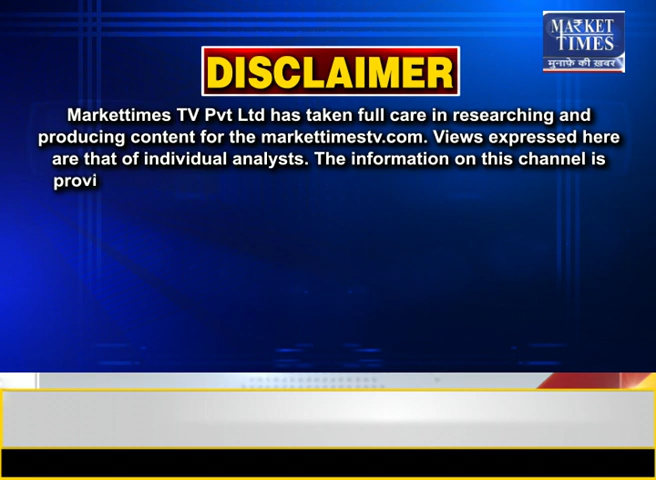 MARKET
TIMES
मुनाफे की ख़बर
DISCLAIMER
Markettimes TV Pvt Ltd has taken full care in researching and
producing content for the markettimestv.com. Views expressed here
are that of individual analysts. The information on this channel is
provi